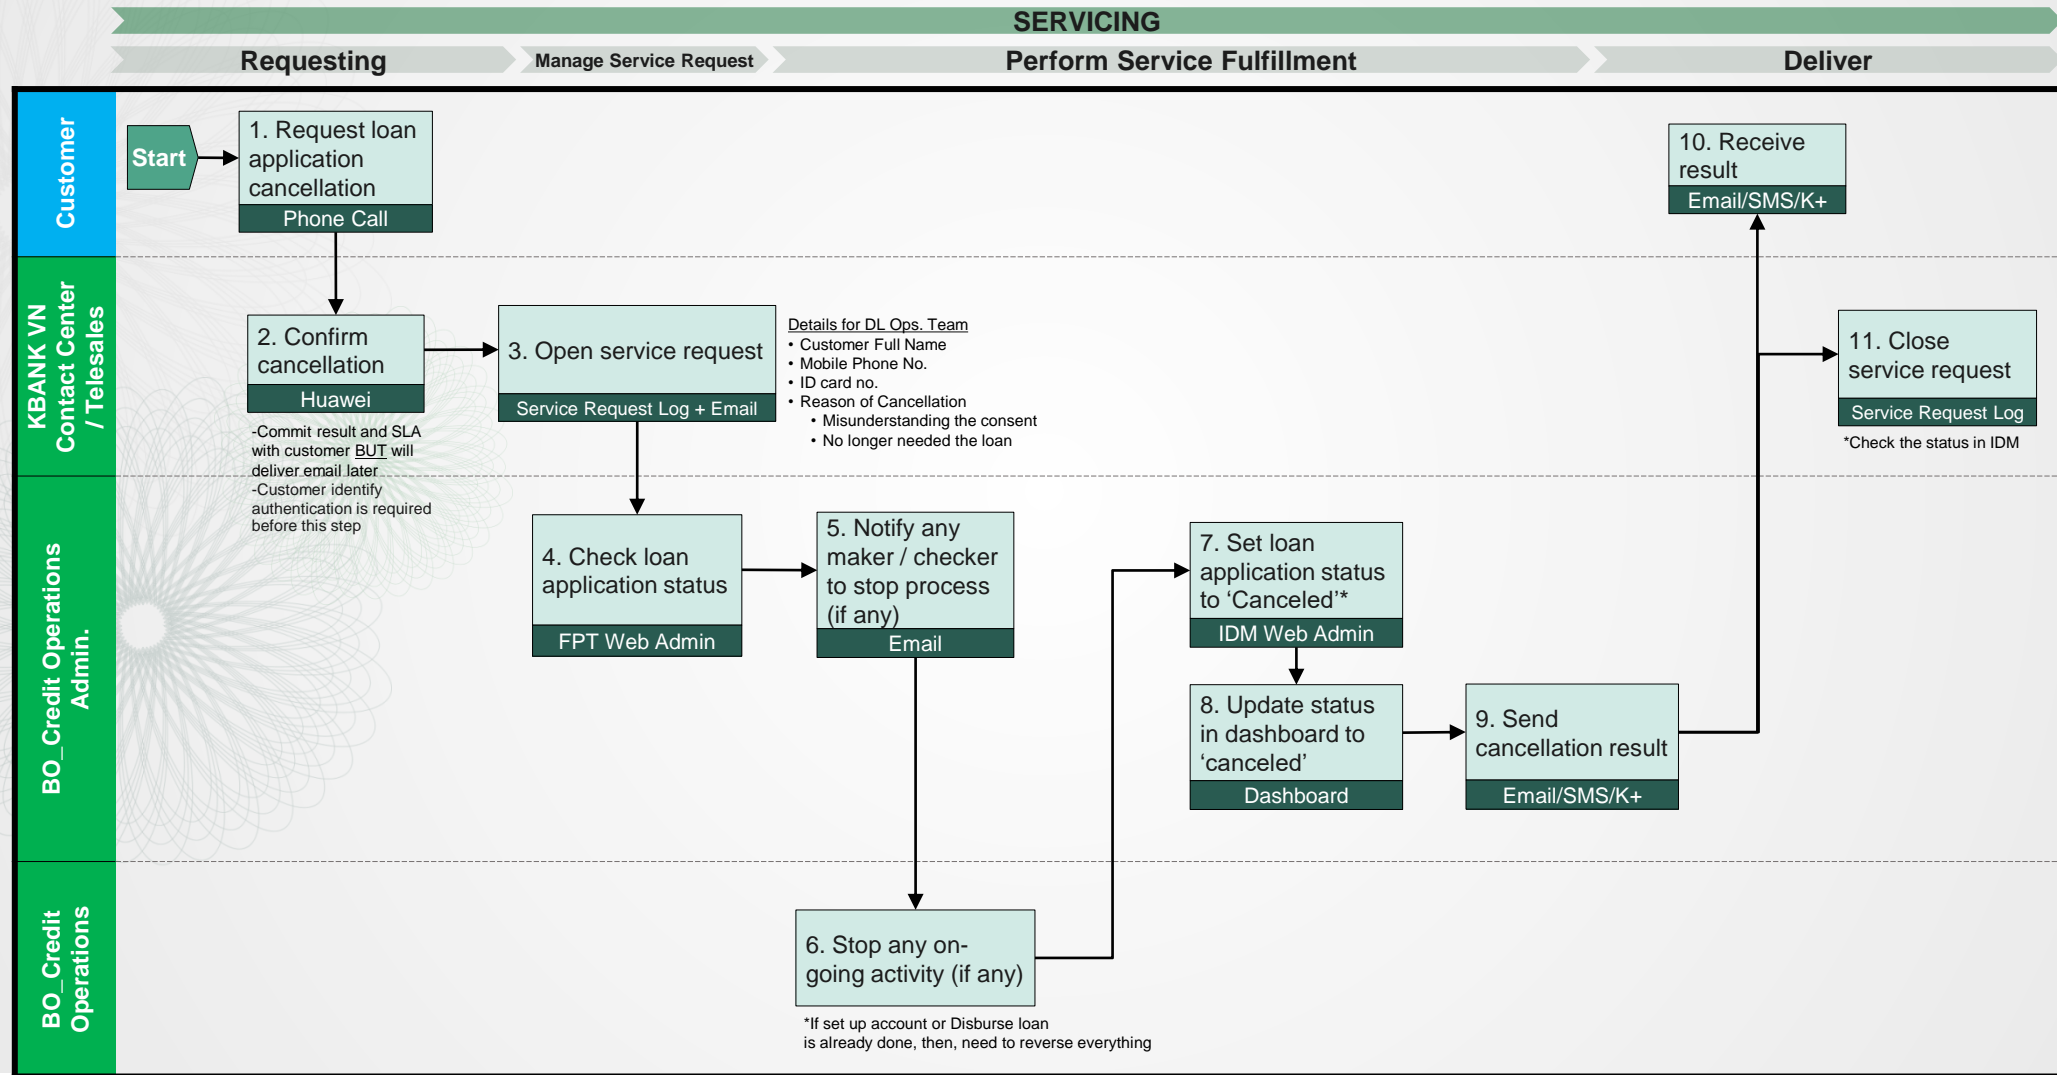 SERVICING
Requesting
Manage Service Request
Perform Service Fulfillment
Deliver
Customer
Start
1. Request loan
application
cancellation
Phone Call
10. Receive
result
Email/SMS/K+
KBANK VN
Contact Center
/ Telesales
2. Confirm
cancellation
Huawei
-Commit result and SLA
with customer BUT will
deliver email later
-Customer identify
authentication is required
before this step
3. Open service request
Service Request Log + Email
Details for DL Ops. Team
• Customer Full Name
• Mobile Phone No.
• ID card no.
• Reason of Cancellation
• Misunderstanding the consent
• No longer needed the loan
11. Close
service request
Service Request Log
*Check the status in IDM
BO_Credit Operations
Admin.
4. Check loan
application status
FPT Web Admin
5. Notify any
maker / checker
to stop process
(if any)
Email
7. Set loan
application status
to ‘Canceled’*
IDM Web Admin
8. Update status
in dashboard to
‘canceled’
Dashboard
9. Send
cancellation result
Email/SMS/K+
BO_Credit
Operations
6. Stop any on-
going activity (if any)
*If set up account or Disburse loan
is already done, then, need to reverse everything